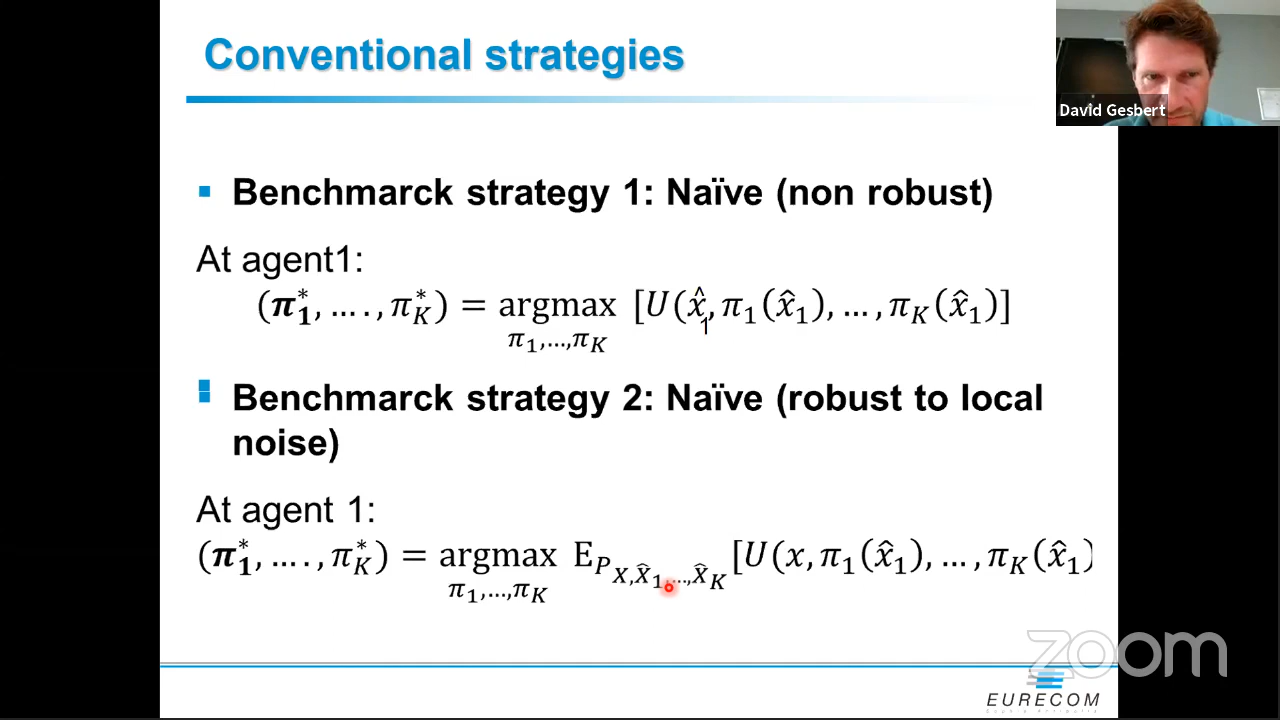 Conventional strategies
David Gesbert
▪ Benchmarck strategy 1: Naïve (non robust)
At agent1:
(π₁*, … . , π_K*) = argmax [U(x̂₁, π₁(x̂₁), … , π_K(x̂₁)]
π₁,…,π_K
▪ Benchmarck strategy 2: Naïve (robust to local
noise)
At agent 1:
(π₁*, … . , π_K*) = argmax E_{P_{X,X̂₁,…,X̂_K}} [U(x, π₁(x̂₁), … , π_K(x̂₁)
π₁,…,π_K
zoom
EURECOM